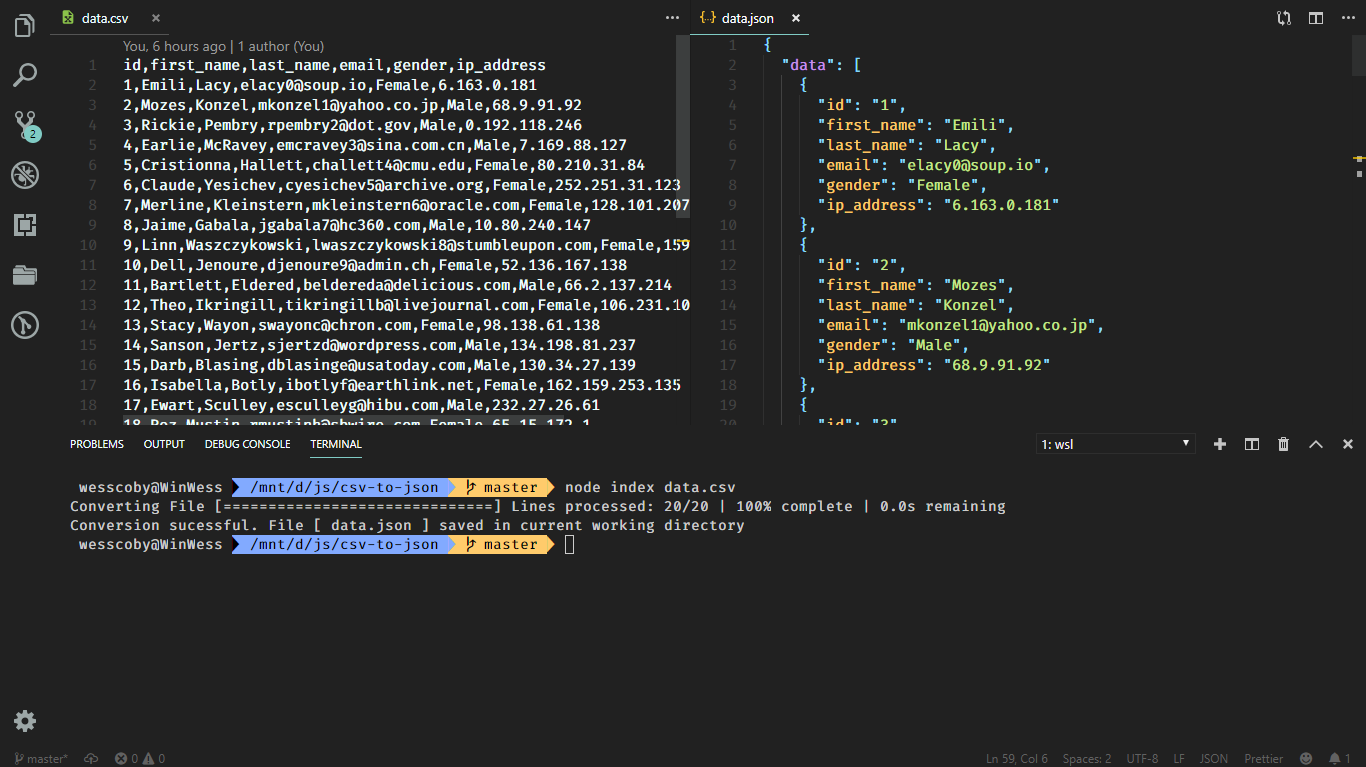 data.csv
You, 6 hours ago | 1 author (You)
1 id,first_name,last_name,email,gender,ip_address
2 1,Emili,Lacy,elacy0@soup.io,Female,6.163.0.181
3 2,Mozes,Konzel,mkonzel1@yahoo.co.jp,Male,68.9.91.92
4 3,Rickie,Pembry,rpembry2@dot.gov,Male,0.192.118.246
5 4,Earlie,McRavey,emcravey3@sina.com.cn,Male,7.169.88.127
6 5,Cristionna,Hallett,challett4@cmu.edu,Female,80.210.31.84
7 6,Claude,Yesichev,cyesichev5@archive.org,Female,252.251.31.123
8 7,Merline,Kleinstern,mkleinstern6@oracle.com,Female,128.101.207
9 8,Jaime,Gabala,jgabala7@hc360.com,Male,10.80.240.147
10 9,Linn,Waszczykowski,lwaszczykowski8@stumbleupon.com,Female,159
11 10,Dell,Jenoure,djenoure9@admin.ch,Female,52.136.167.138
12 11,Bartlett,Eldered,beldereda@delicious.com,Male,66.2.137.214
13 12,Theo,Ikringill,tikringillb@livejournal.com,Female,106.231.10
14 13,Stacy,Wayon,swayonc@chron.com,Female,98.138.61.138
15 14,Sanson,Jertz,sjertzd@wordpress.com,Male,134.198.81.237
16 15,Darb,Blasing,dblasinge@usatoday.com,Male,130.34.27.139
17 16,Isabella,Botly,ibotlyf@earthlink.net,Female,162.159.253.135
18 17,Ewart,Sculley,esculleyg@hibu.com,Male,232.27.26.61
19 18,Roz,Mustin,rmustinh@sbwire.com,Female,65.15.172.1
{..} data.json
1 {
2 "data": [
3 {
4 "id": "1",
5 "first_name": "Emili",
6 "last_name": "Lacy",
7 "email": "elacy0@soup.io",
8 "gender": "Female",
9 "ip_address": "6.163.0.181"
10 },
11 {
12 "id": "2",
13 "first_name": "Mozes",
14 "last_name": "Konzel",
15 "email": "mkonzel1@yahoo.co.jp",
16 "gender": "Male",
17 "ip_address": "68.9.91.92"
18 },
19 {
20 "id": "3"
2
PROBLEMS OUTPUT DEBUG CONSOLE TERMINAL 1: wsl
wesscoby@WinWess /mnt/d/js/csv-to-json master node index data.csv
Converting File [==============================] Lines processed: 20/20 | 100% complete | 0.0s remaining
Conversion sucessful. File [ data.json ] saved in current working directory
wesscoby@WinWess /mnt/d/js/csv-to-json master
master* 0 0 Ln 59, Col 6 Spaces: 2 UTF-8 LF JSON Prettier 1